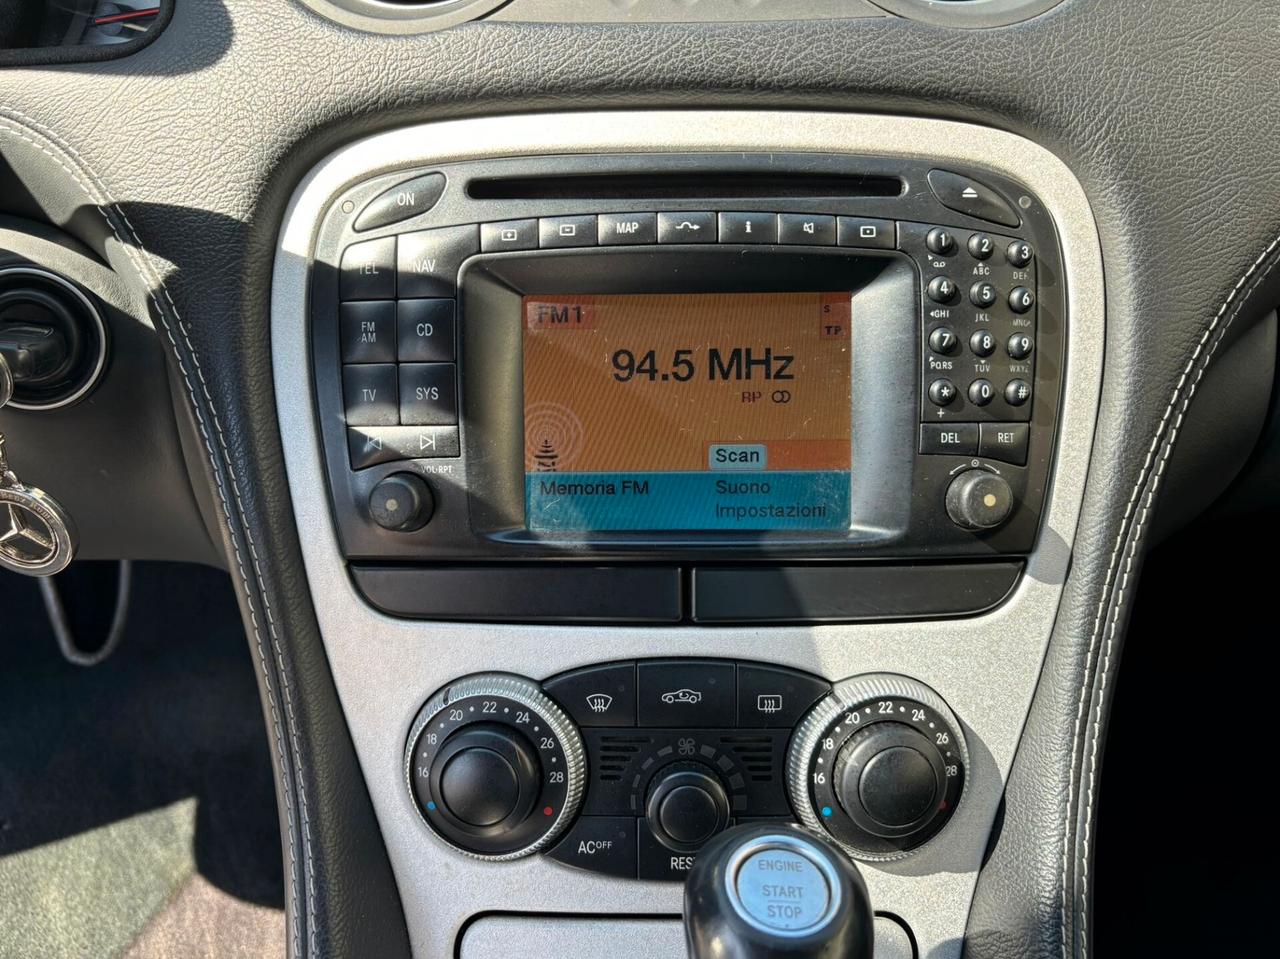 ON
MAP
TEL
NAV
FM
AM
CD
TV
SYS
VOL·RPT
FM1
S
TP
94.5 MHz
BP
Scan
Memoria FM
Suono
Impostazioni
1
2
ABC
3
DEF
4
GHI
5
JKL
6
MNO
7
PQRS
8
TUV
9
WXYZ
*
0
#
+
DEL
RET
16 18 20 22 24 26 28
16 18 20 22 24 26 28
AC OFF
ENGINE
START
STOP